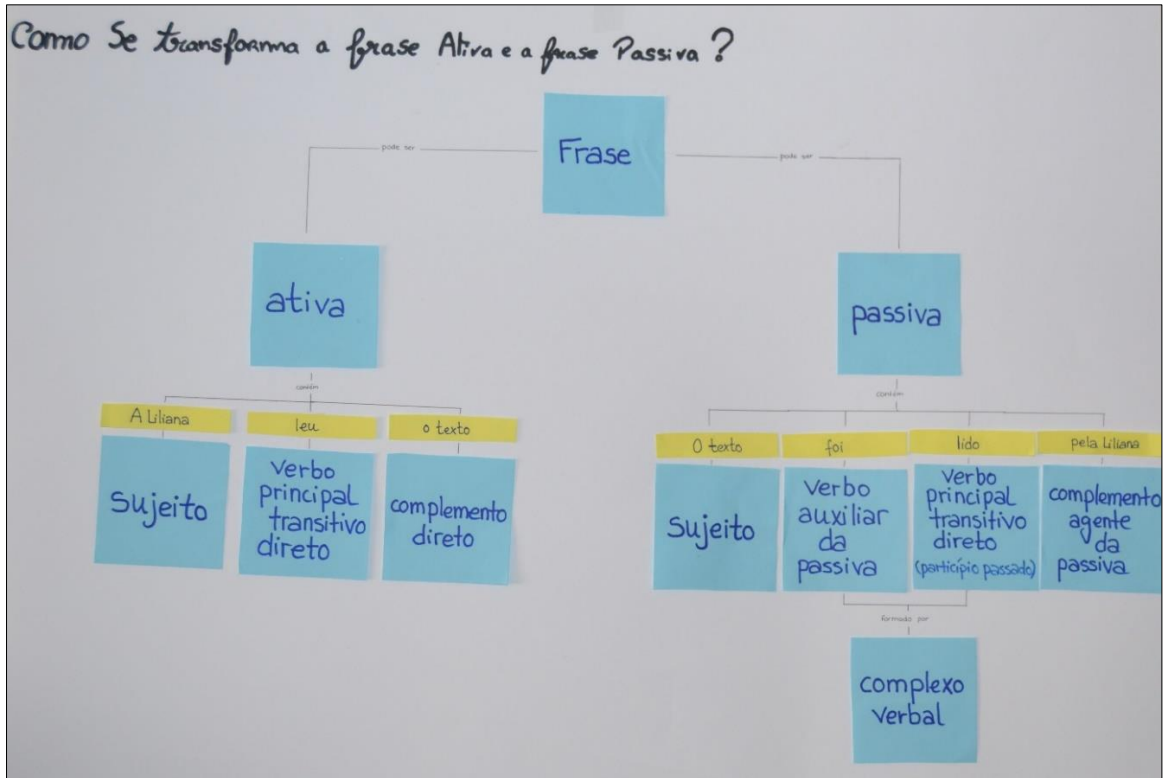 Como Se transforma a frase Ativa e a frase Passiva?
Frase
pode ser
pode ser
ativa
passiva
contém
contém
A Liliana
leu
o texto
O texto
foi
lido
pela Liliana
sujeito
verbo
principal
transitivo
direto
complemento
direto
sujeito
verbo
auxiliar
da
passiva
verbo
principal
transitivo
direto
(particípio passado)
complemento
agente
da
passiva
formado por
complexo
verbal